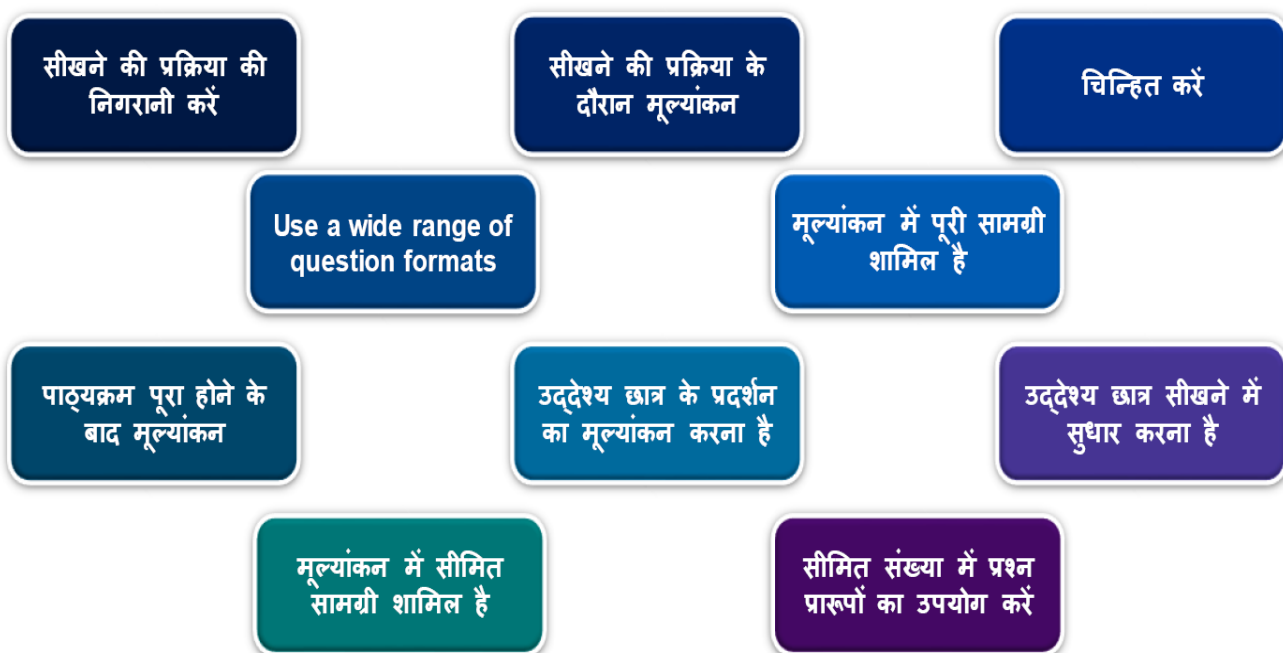 सीखने की प्रक्रिया की
निगरानी करें
सीखने की प्रक्रिया के
दौरान मूल्यांकन
चिन्हित करें
Use a wide range of
question formats
मूल्यांकन में पूरी सामग्री
शामिल है
पाठ्यक्रम पूरा होने के
बाद मूल्यांकन
उद्देश्य छात्र के प्रदर्शन
का मूल्यांकन करना है
उद्देश्य छात्र सीखने में
सुधार करना है
मूल्यांकन में सीमित
सामग्री शामिल है
सीमित संख्या में प्रश्न
प्रारूपों का उपयोग करें